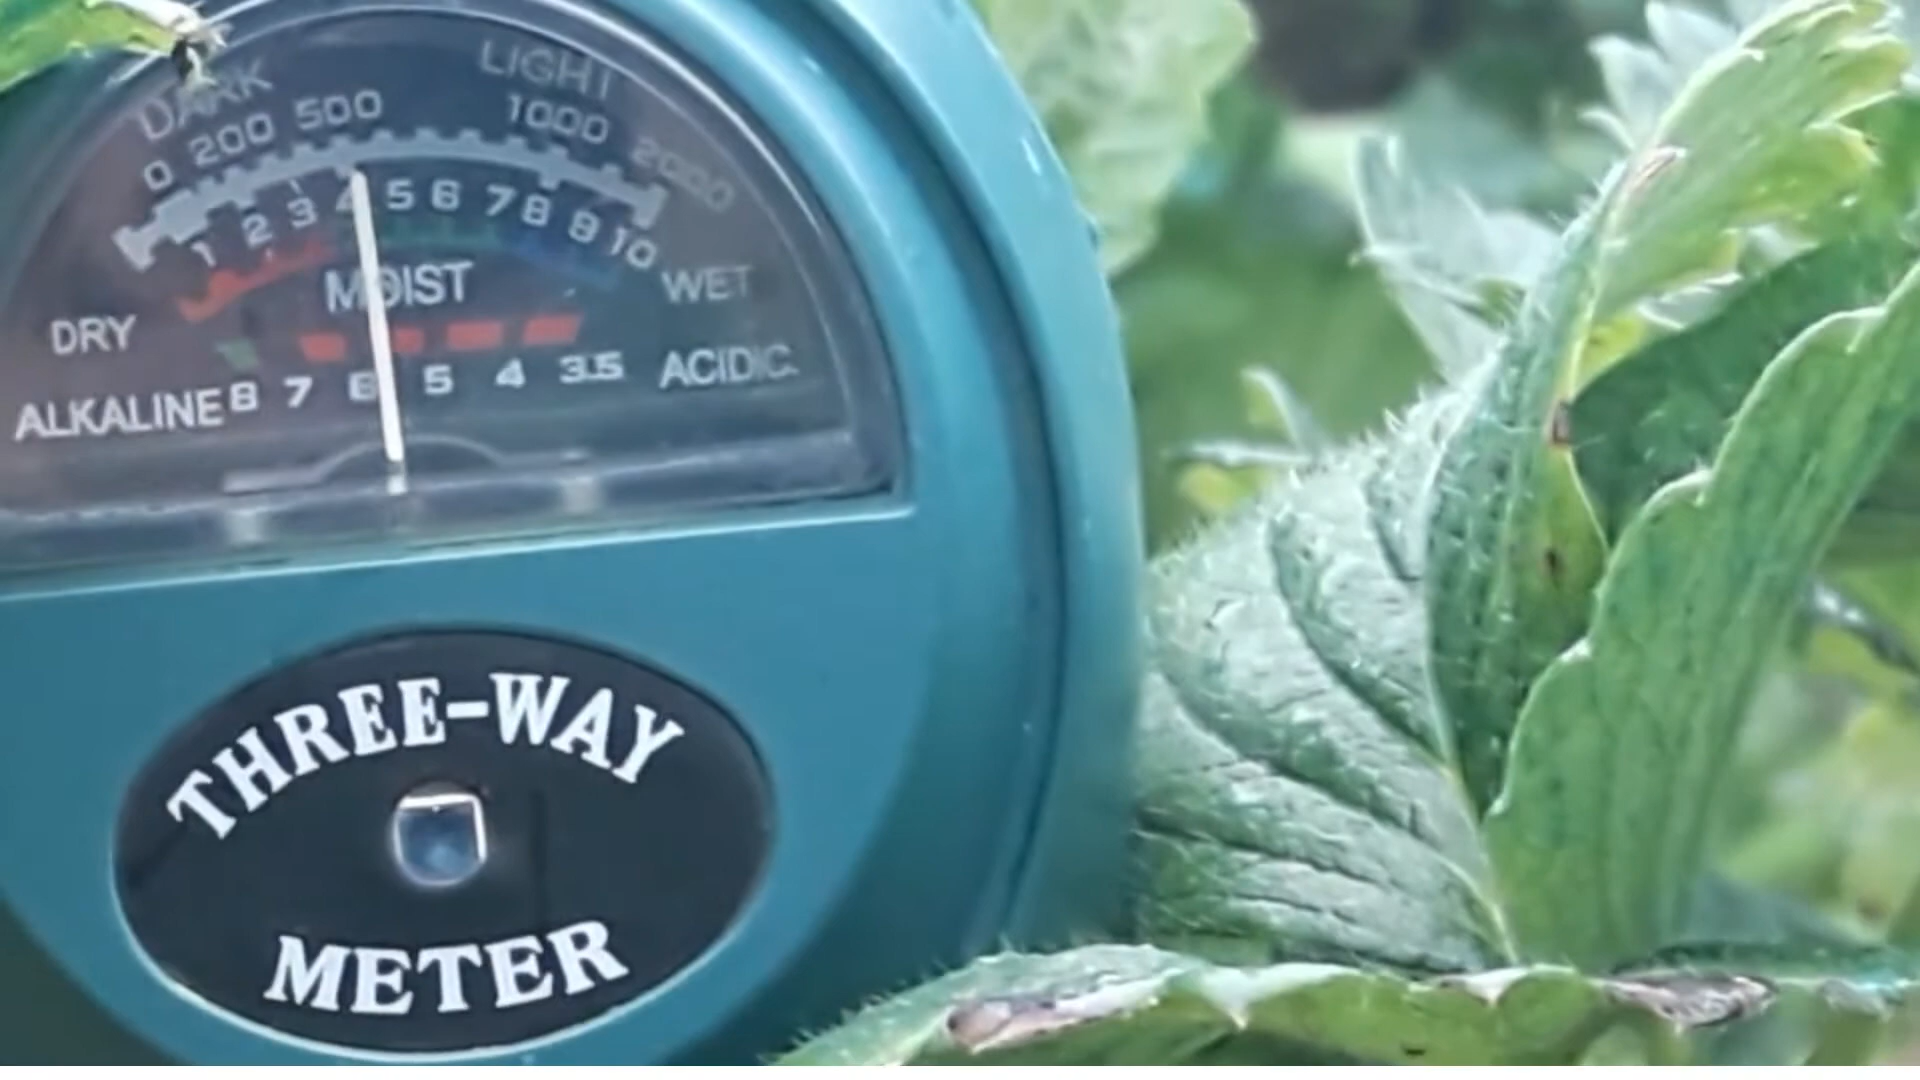 DARK LIGHT
0 200 500 1000 2000
1 2 3 4 5 6 7 8 9 10
DRY MOIST WET
ALKALINE 8 7 6 5 4 3.5 ACIDIC.
THREE-WAY
METER